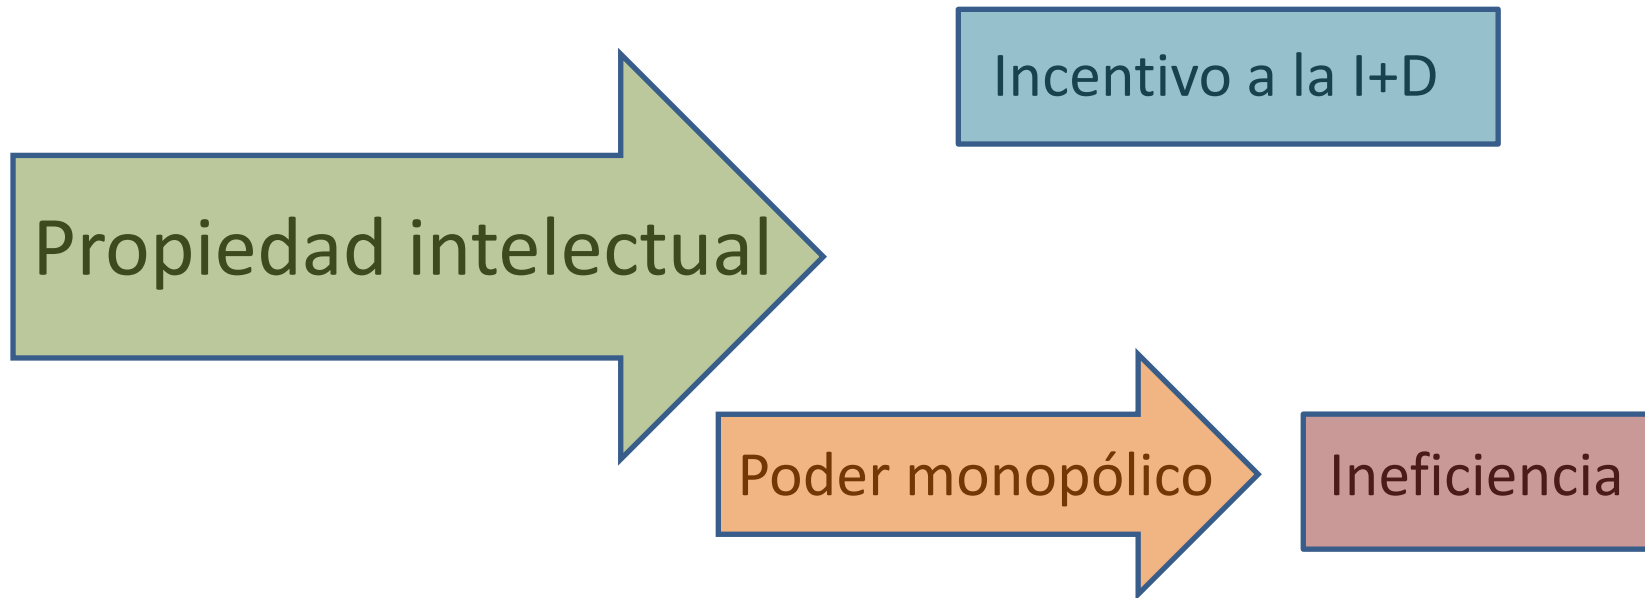 Incentivo a la I+D
Propiedad intelectual
Poder monopólico
Ineficiencia